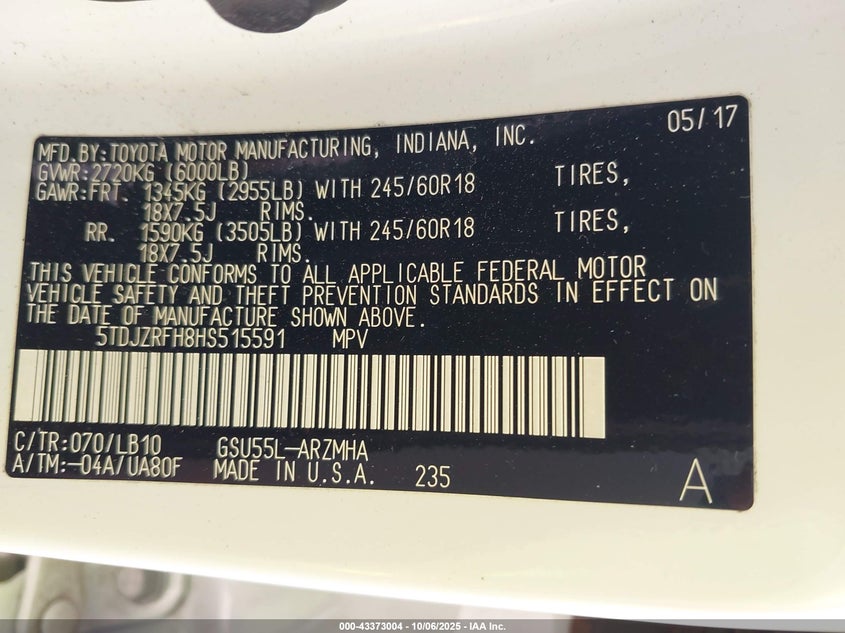 05/17
MFD.BY:TOYOTA MOTOR MANUFACTURING, INDIANA, INC.
GVWR:2720KG (6000LB)
GAWR:FRT. 1345KG (2955LB) WITH 245/60R18 TIRES,
18X7.5J RIMS.
RR. 1590KG (3505LB) WITH 245/60R18 TIRES,
18X7.5J RIMS.
THIS VEHICLE CONFORMS TO ALL APPLICABLE FEDERAL MOTOR
VEHICLE SAFETY AND THEFT PREVENTION STANDARDS IN EFFECT ON
THE DATE OF MANUFACTURE SHOWN ABOVE.
5TDJZRFH8HS515591 MPV
C/TR:070/LB10 GSU55L-ARZMHA
A/TM:-04A/UA80F MADE IN U.S.A. 235 A
000-43373004 - 10/06/2025 - IAA Inc.